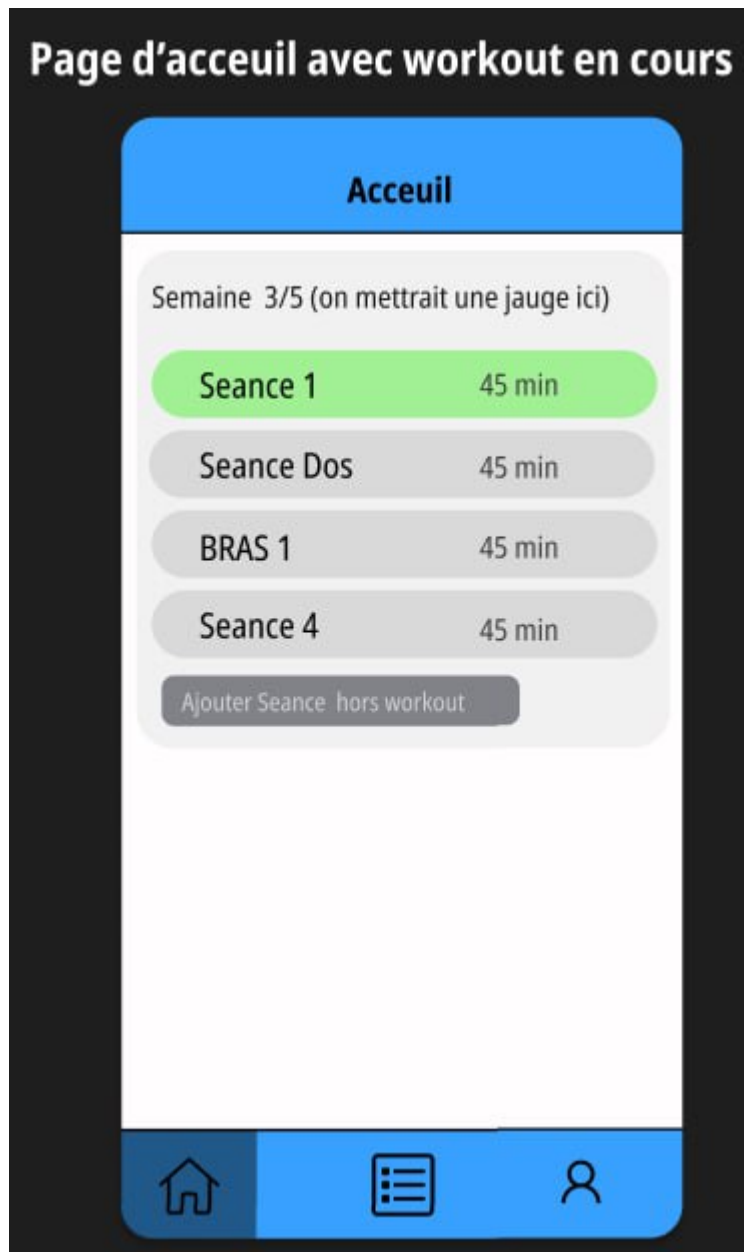 Page d'acceuil avec workout en cours
Acceuil
Semaine 3/5 (on mettrait une jauge ici)
Seance 1 45 min
Seance Dos 45 min
BRAS 1 45 min
Seance 4 45 min
Ajouter Seance hors workout